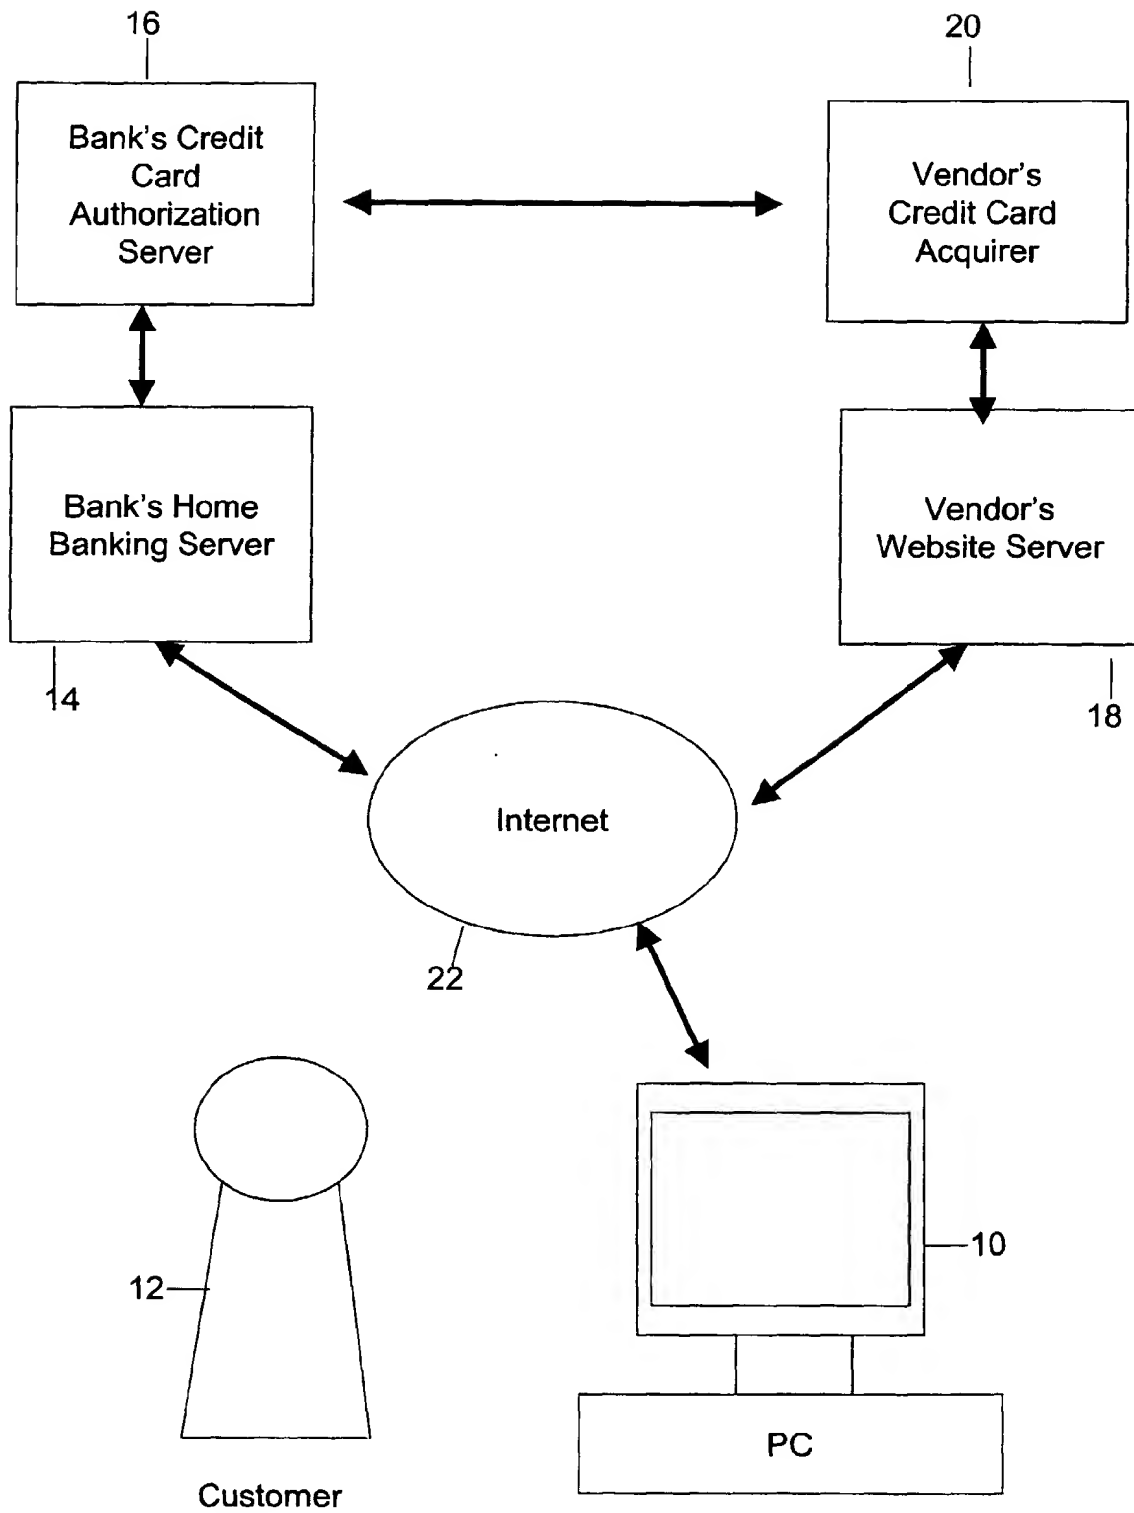 16
20
Bank's Credit
Card
Authorization
Server
Vendor's
Credit Card
Acquirer
Bank's Home
Banking Server
Vendor's
Website Server
14
18
Internet
22
12
10
PC
Customer